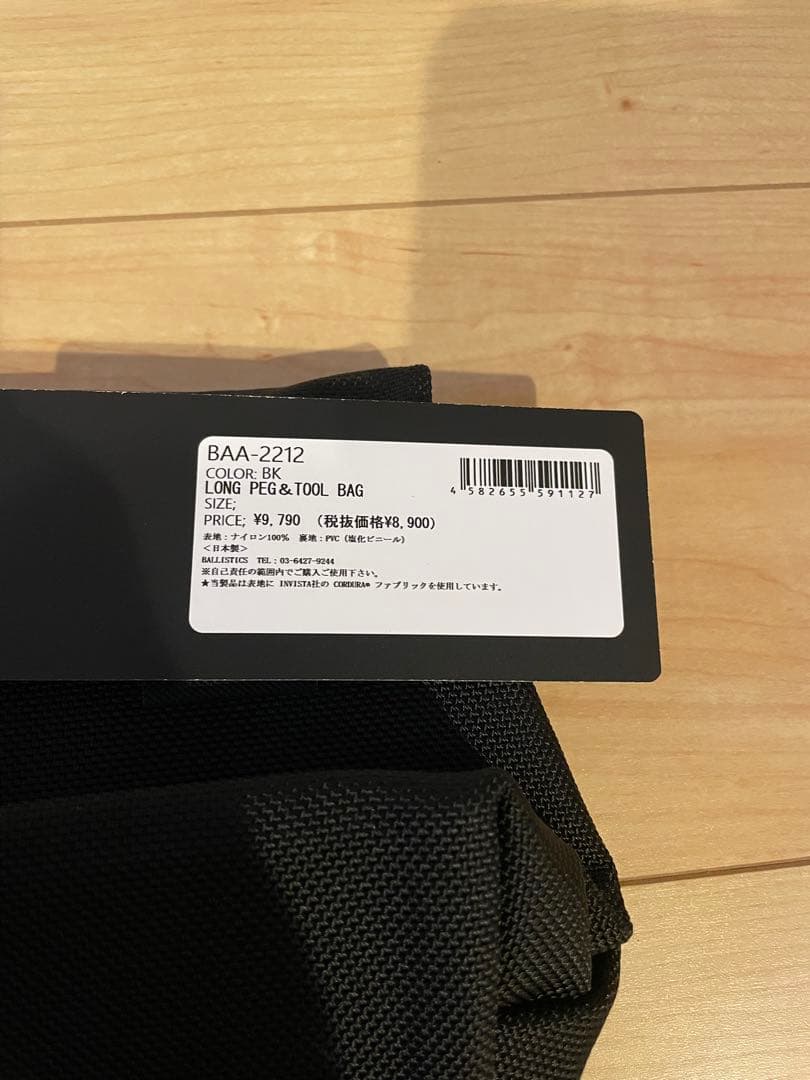 BAA-2212
COLOR: BK
LONG PEG&TOOL BAG
SIZE;
PRICE; ¥9,790 (税抜価格¥8,900)
表地:ナイロン100% 裏地:PVC(塩化ビニール)
<日本製>
BALLISTICS TEL:03-6427-9244
※自己責任の範囲内でご購入ご使用下さい。
★当製品は表地に INVISTA社の CORDURA® ファブリックを使用しています。
4 582655 591127